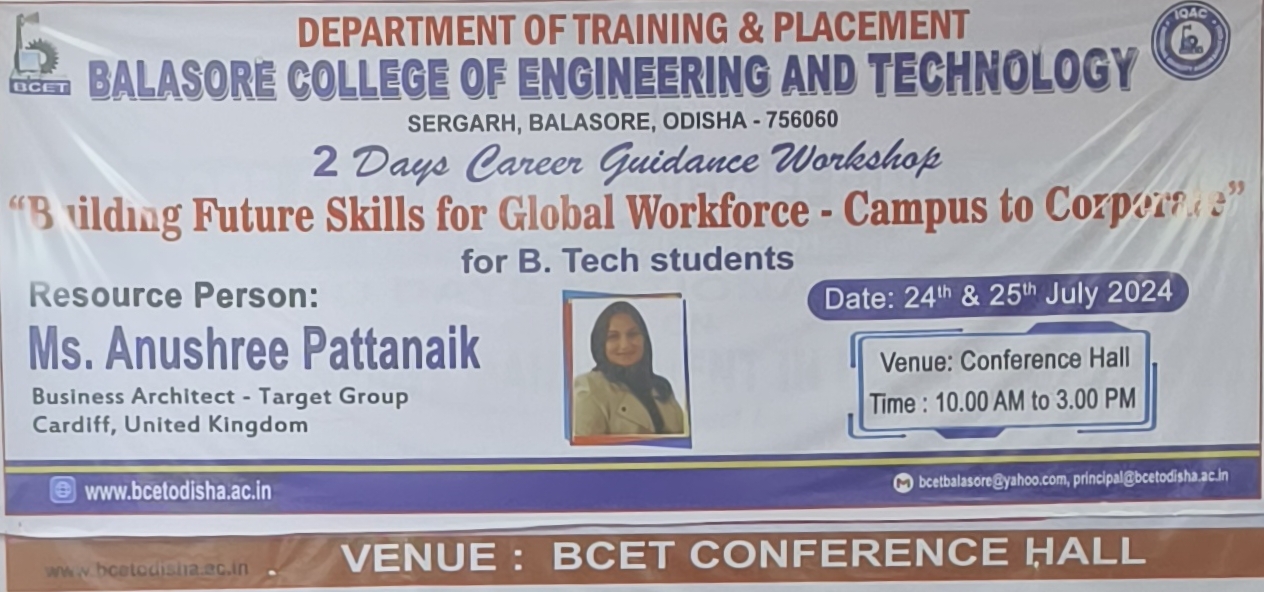 DEPARTMENT OF TRAINING & PLACEMENT
BALASORE COLLEGE OF ENGINEERING AND TECHNOLOGY
BCET
IQAC
SERGARH, BALASORE, ODISHA - 756060
2 Days Career Guidance Workshop
"Building Future Skills for Global Workforce - Campus to Corporate"
for B. Tech students
Resource Person:
Ms. Anushree Pattanaik
Business Architect - Target Group
Cardiff, United Kingdom
Date: 24th & 25th July 2024
Venue: Conference Hall
Time : 10.00 AM to 3.00 PM
www.bcetodisha.ac.in
bcetbalasore@yahoo.com, principal@bcetodisha.ac.in
www.bcetodisha.ac.in
VENUE : BCET CONFERENCE HALL